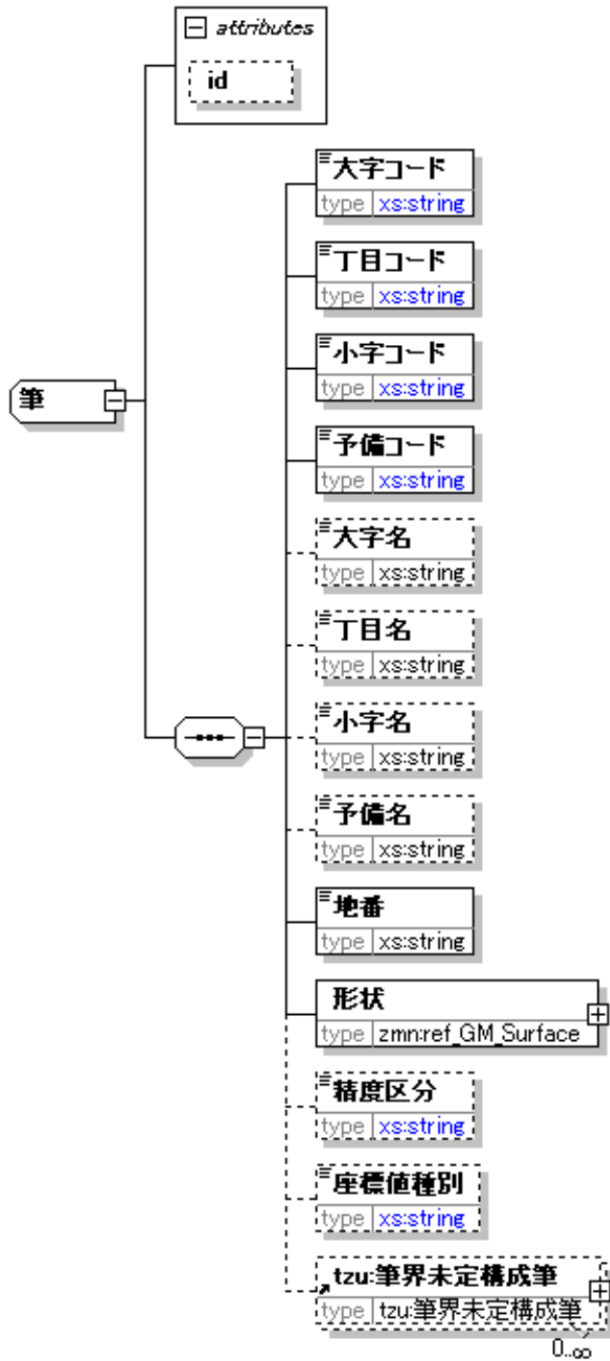 attributes
id
大字コード
type xs:string
丁目コード
type xs:string
小字コード
type xs:string
筆
予備コード
type xs:string
大字名
type xs:string
丁目名
type xs:string
小字名
type xs:string
予備名
type xs:string
地番
type xs:string
形状
type zmn:ref_GM_Surface
精度区分
type xs:string
座標値種別
type xs:string
tzu:筆界未定構成筆
type tzu:筆界未定構成筆
0..∞